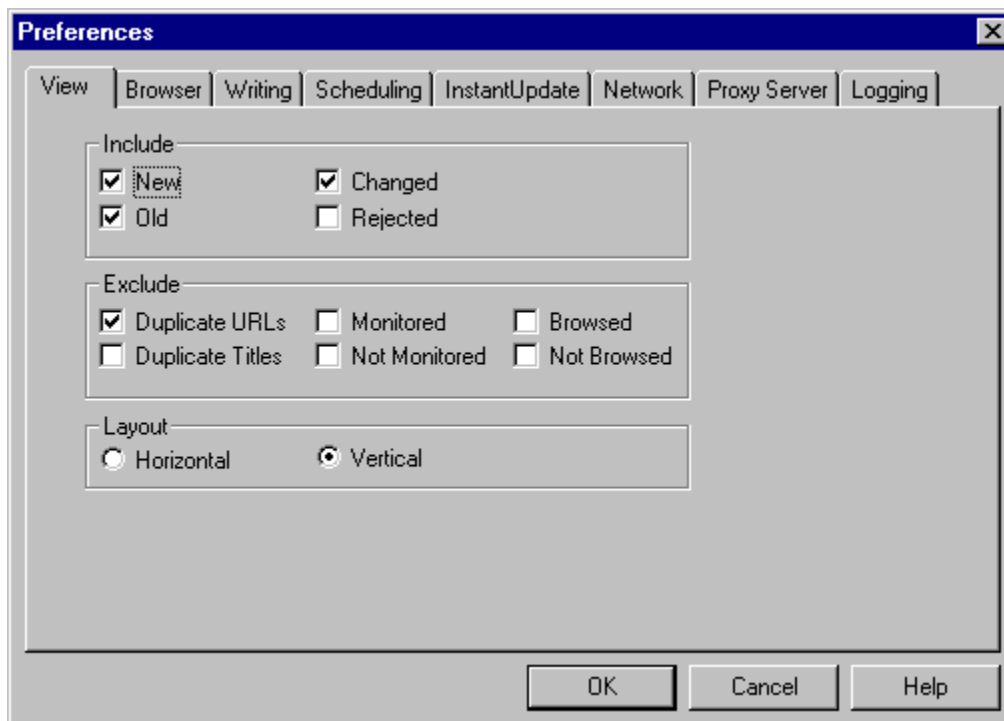 Preferences
View Browser Writing Scheduling InstantUpdate Network Proxy Server Logging
Include
New Changed
Old Rejected
Exclude
Duplicate URLs Monitored Browsed
Duplicate Titles Not Monitored Not Browsed
Layout
Horizontal Vertical
OK Cancel Help